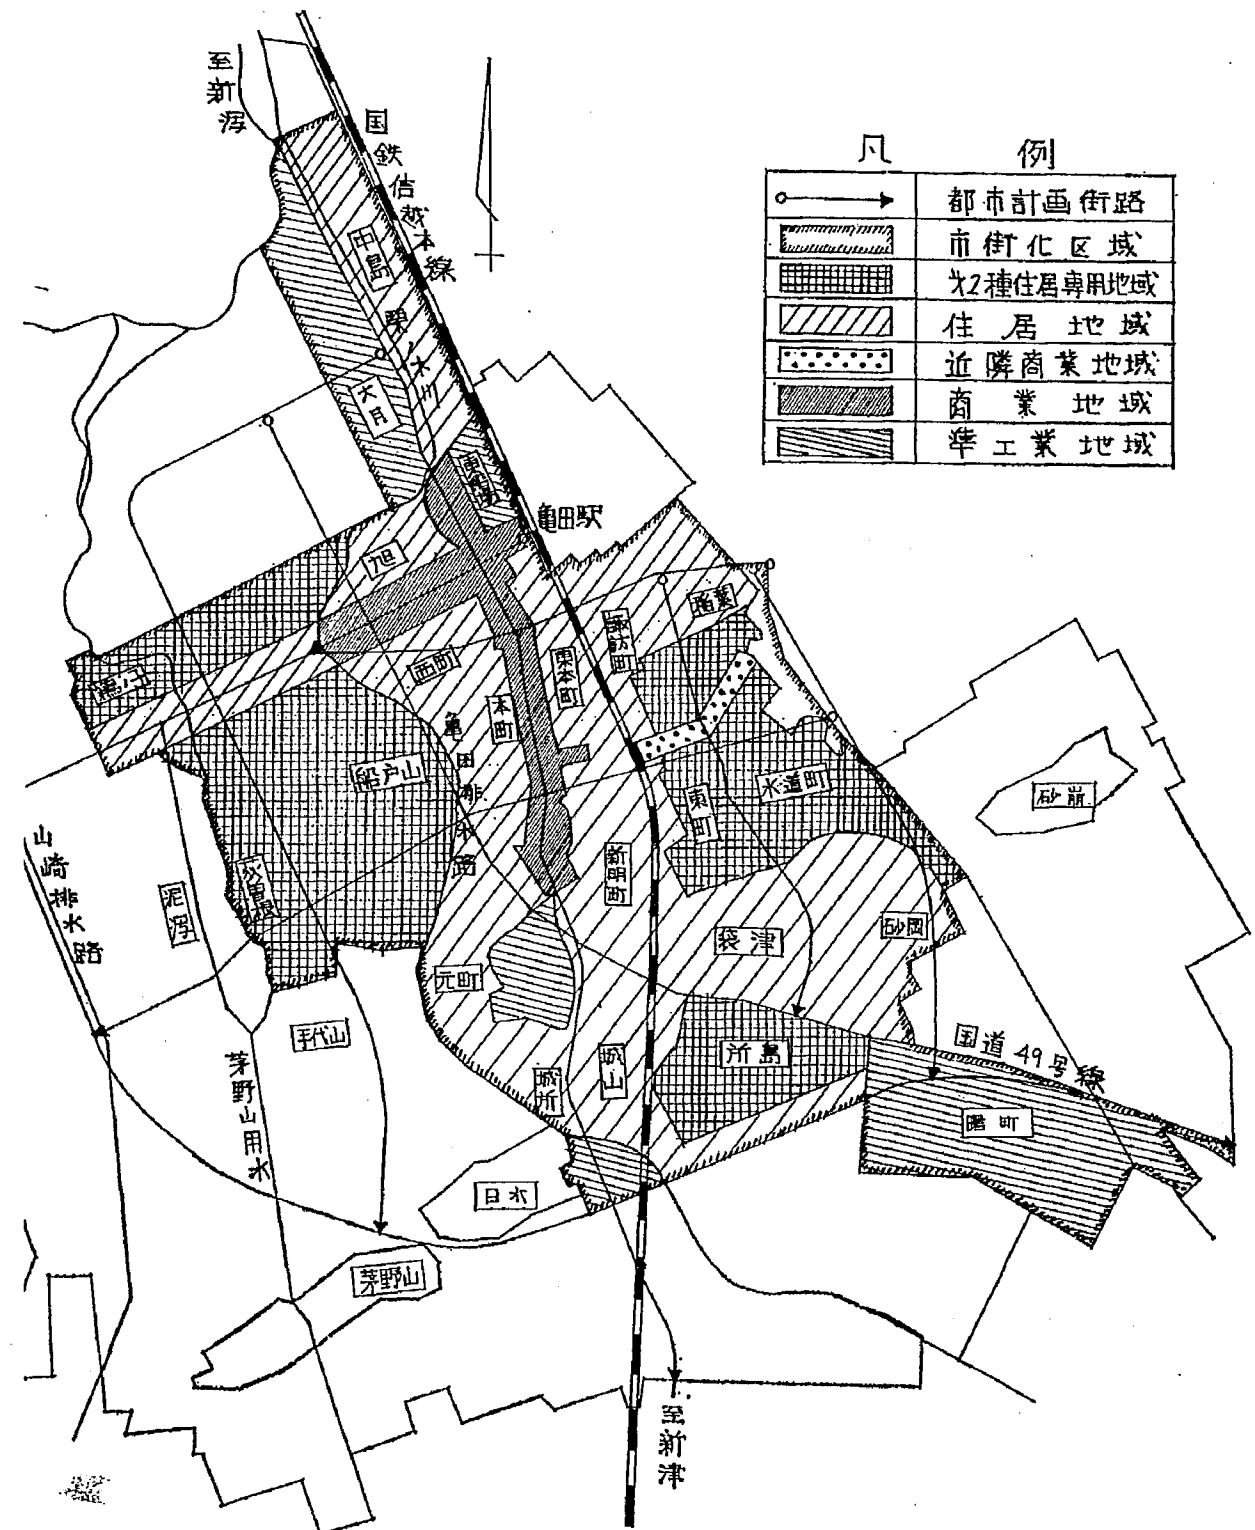 至新潟
国鉄信越本線
凡例
都市計画街路
市街化区域
㐧2種住居専用地域
住居地域
近隣商業地域
商業地域
準工業地域
中島
栗ノ木川
大月
東船場
亀田駅
旭
稲葉
諏訪町
西町
東本町
本町
亀田排水路
船戸山
水道町
東町
砂崩
山崎排水路
泥潟
新明町
袋津
砂岡
元町
手代山
所島
国道49号線
城山
城所
曙町
茅野山用水
日水
茅野山
至新津